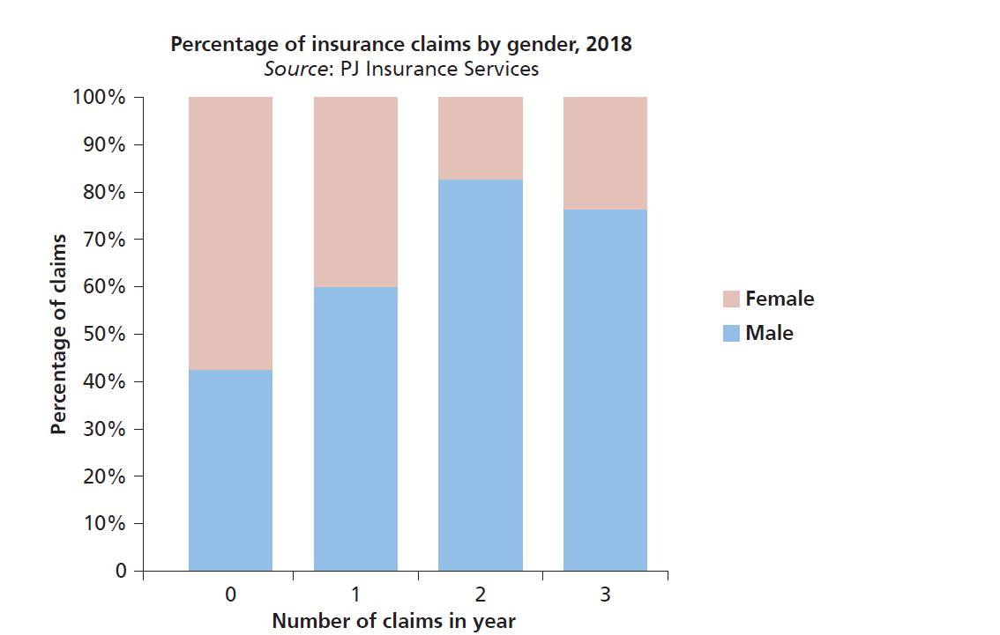 Percentage of insurance claims by gender, 2018
Source: PJ Insurance Services
100%
90%
80%
70%
60%
50%
40%
30%
20%
10%
0
Percentage of claims
0 1 2 3
Number of claims in year
Female
Male